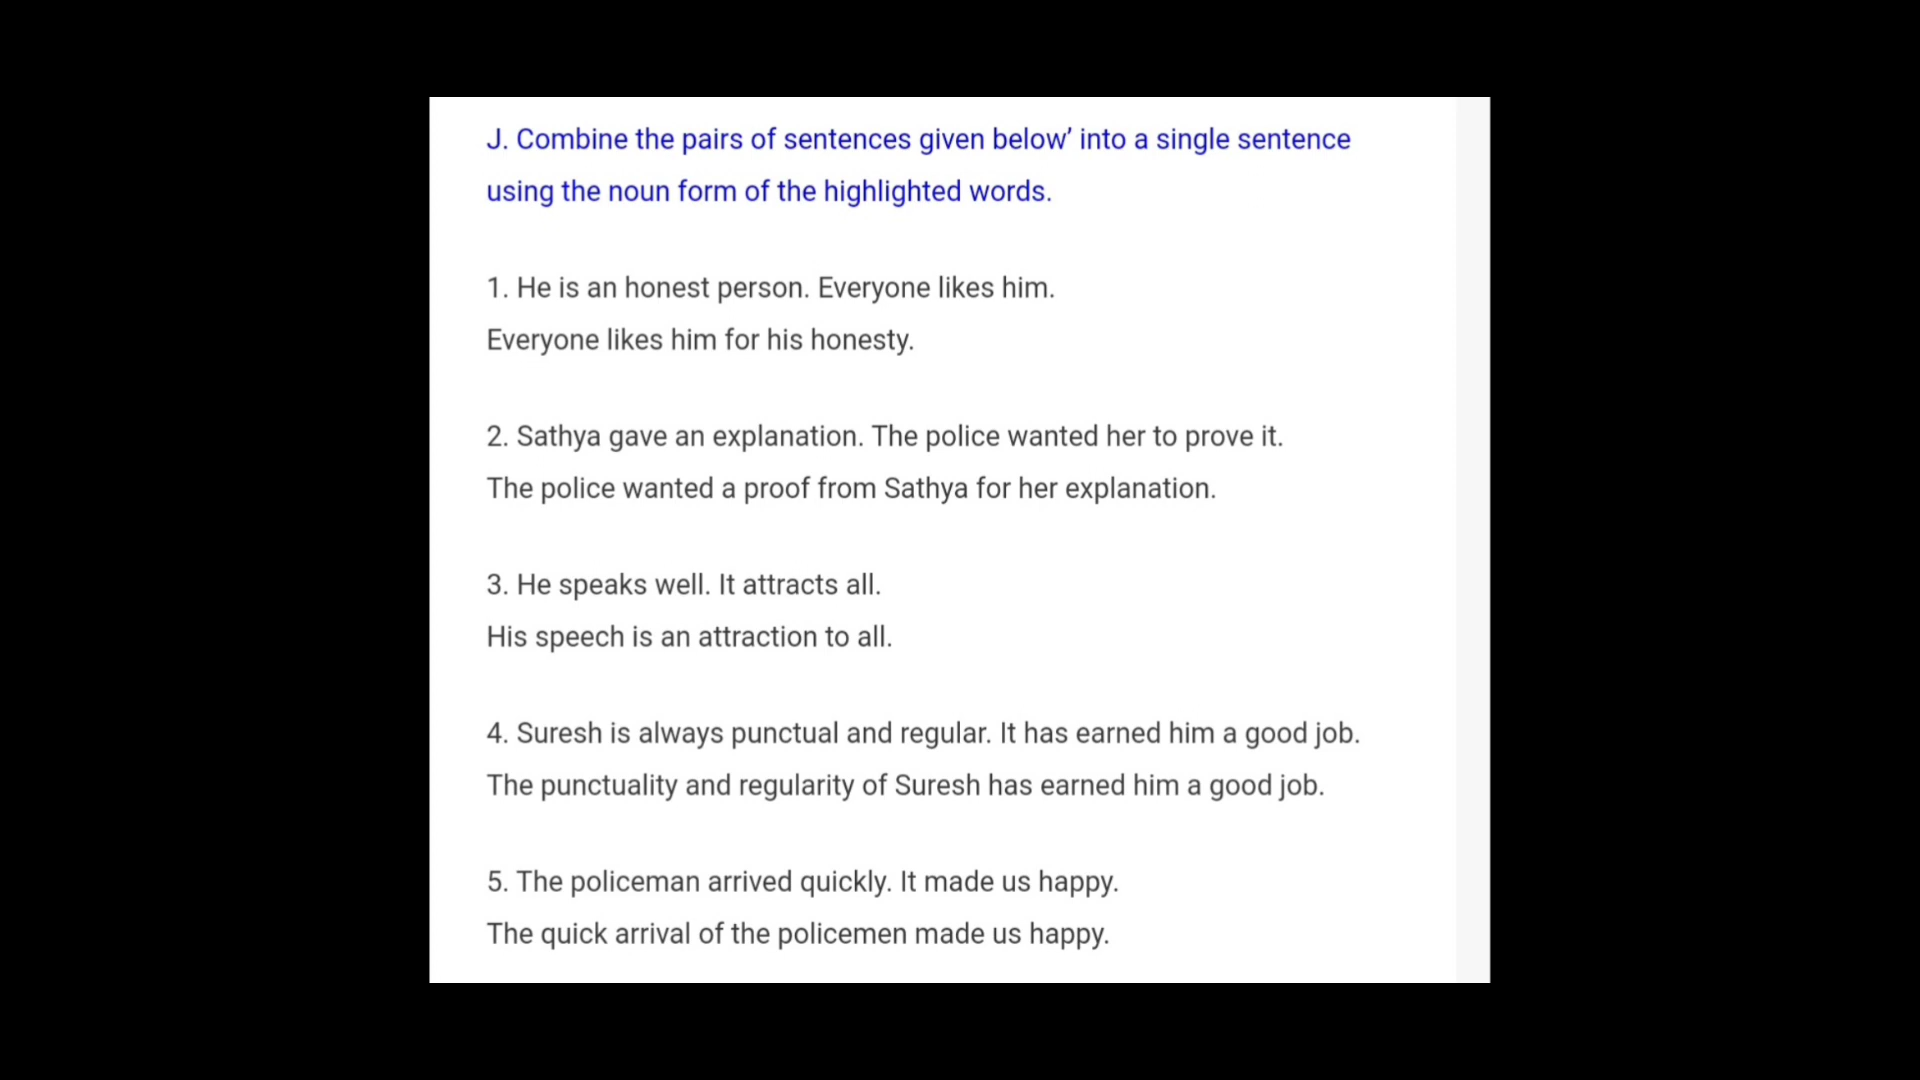 J. Combine the pairs of sentences given below’ into a single sentence
using the noun form of the highlighted words.
1. He is an honest person. Everyone likes him.
Everyone likes him for his honesty.
2. Sathya gave an explanation. The police wanted her to prove it.
The police wanted a proof from Sathya for her explanation.
3. He speaks well. It attracts all.
His speech is an attraction to all.
4. Suresh is always punctual and regular. It has earned him a good job.
The punctuality and regularity of Suresh has earned him a good job.
5. The policeman arrived quickly. It made us happy.
The quick arrival of the policemen made us happy.